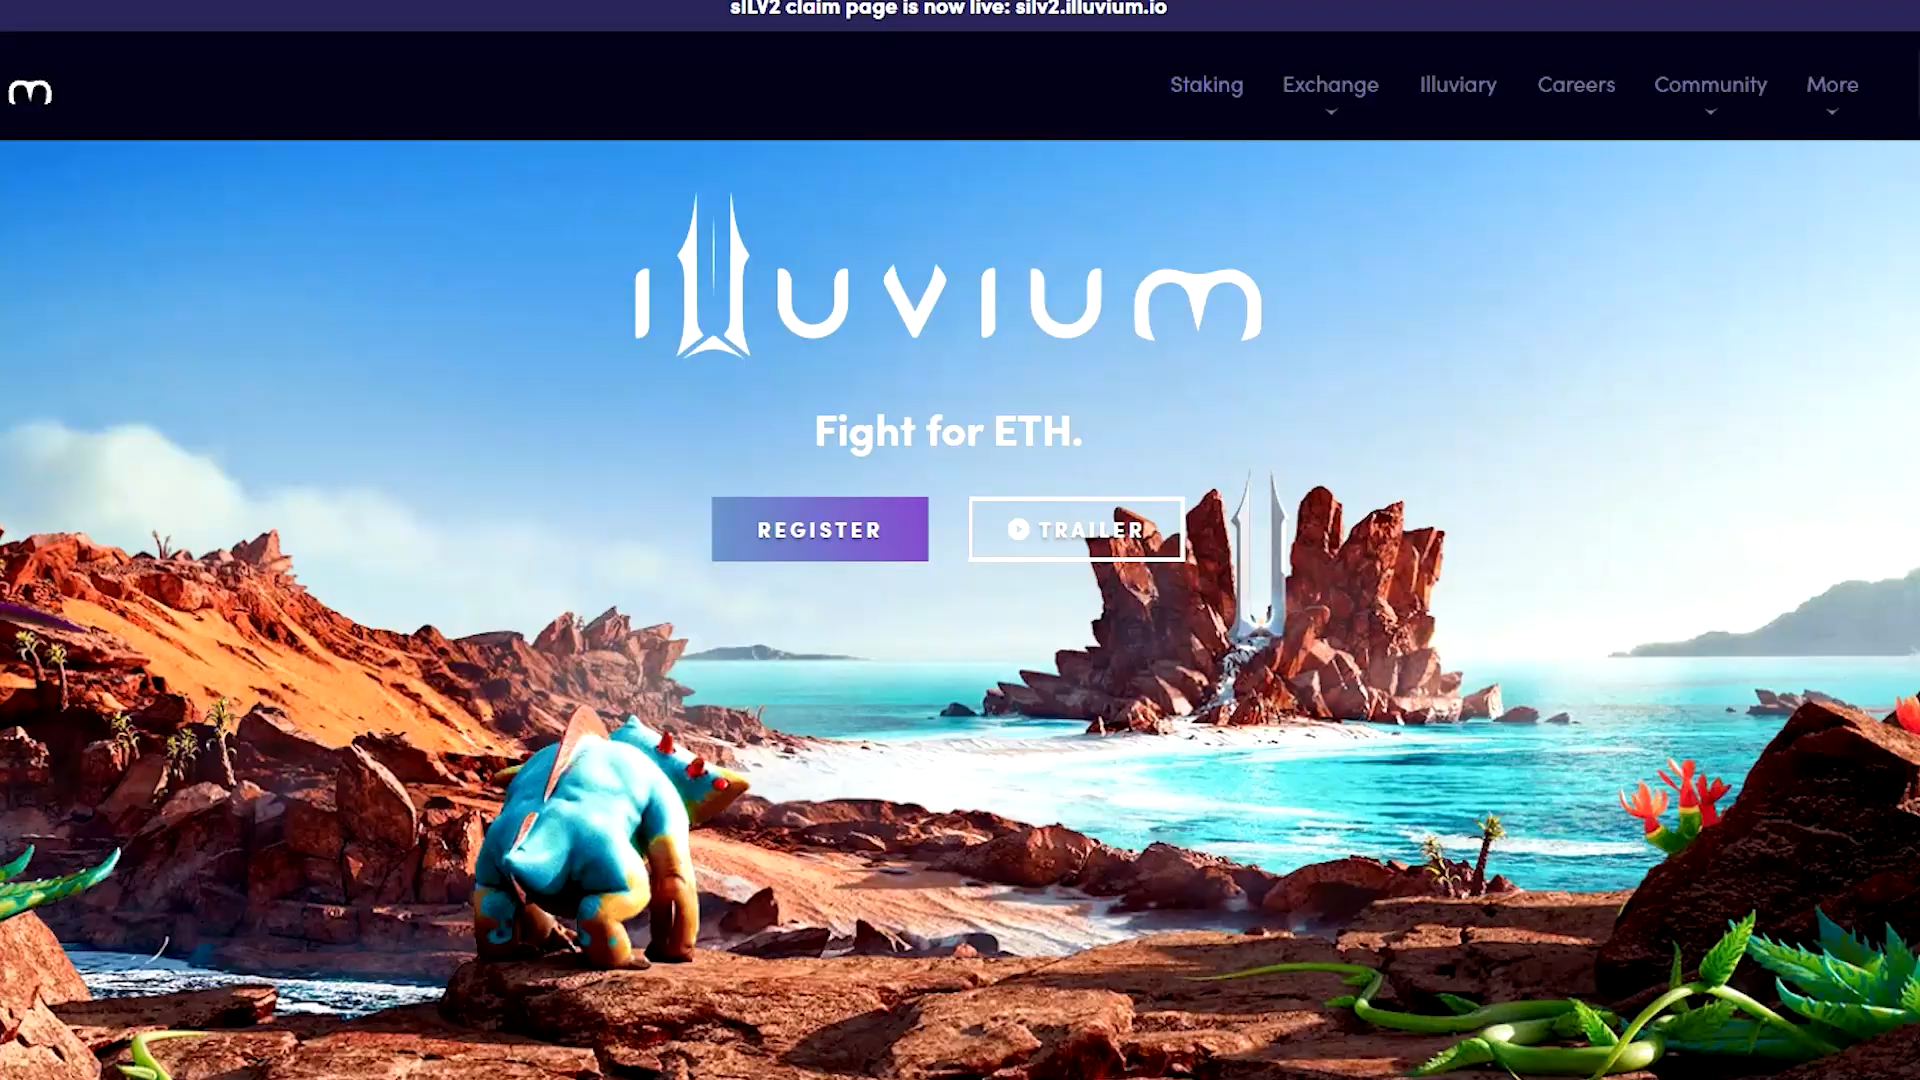 sILV2 claim page is now live: silv2.illuvium.io
m
Staking Exchange Illuviary Careers Community More
illuvium
Fight for ETH.
REGISTER TRAILER